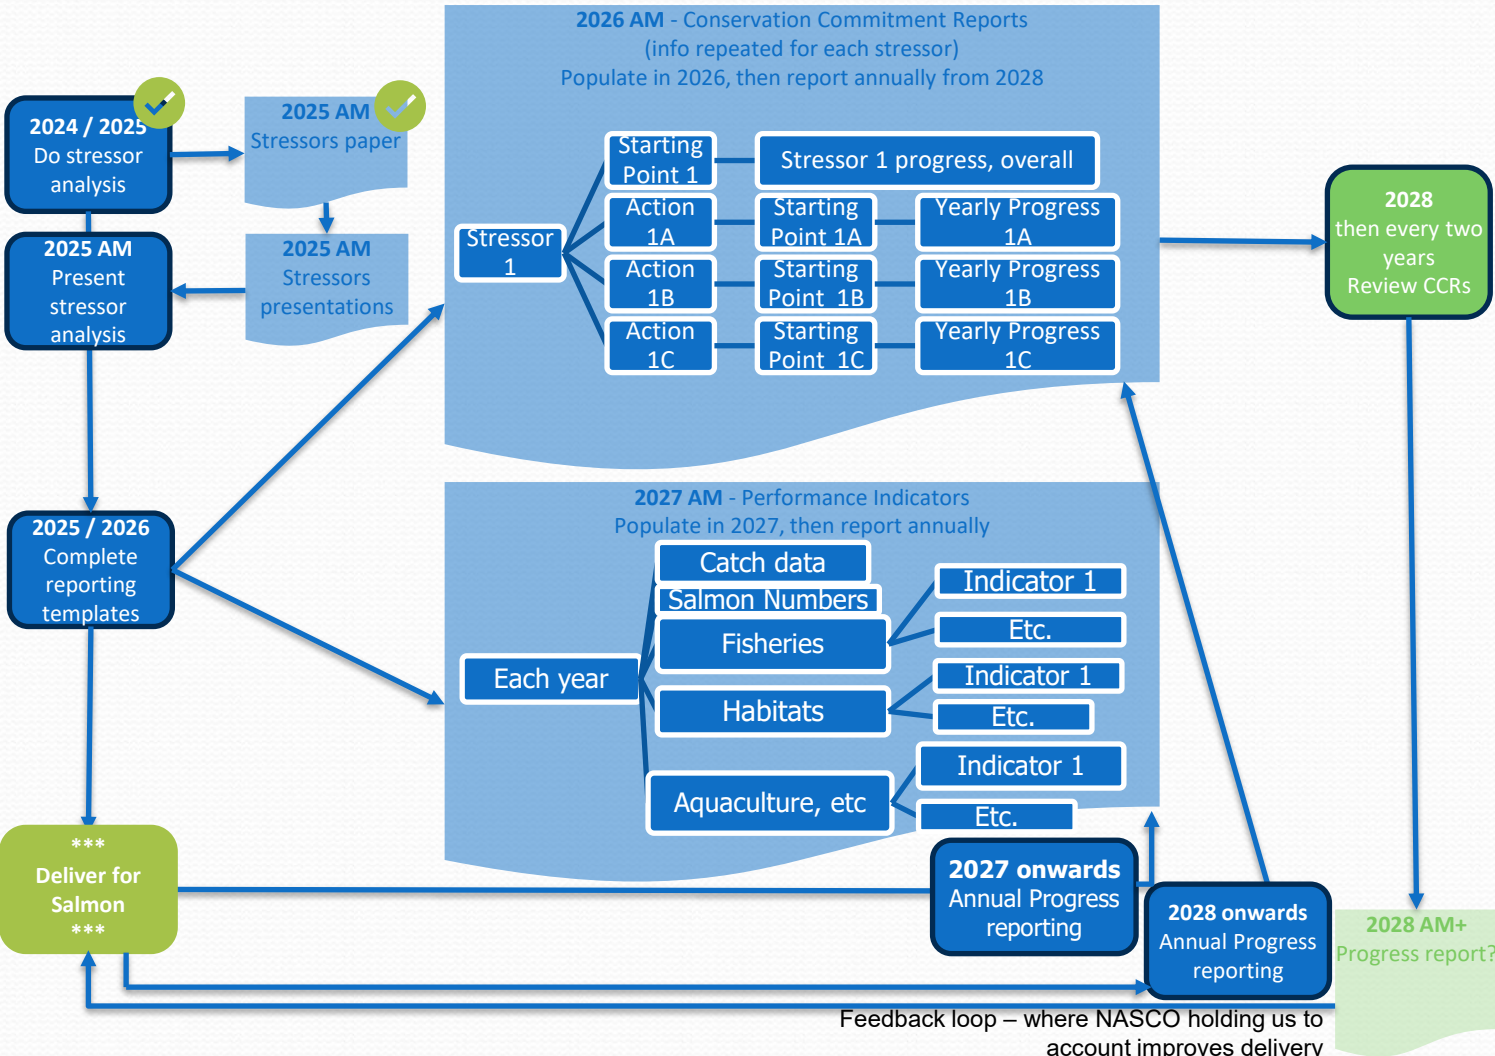 2026 AM - Conservation Commitment Reports
(info repeated for each stressor)
Populate in 2026, then report annually from 2028
2024 / 2025
Do stressor
analysis
2025 AM
Stressors paper
2025 AM
Present
stressor
analysis
2025 AM
Stressors
presentations
Stressor
1
Starting
Point 1
Stressor 1 progress, overall
Action
1A
Starting
Point 1A
Yearly Progress
1A
Action
1B
Starting
Point 1B
Yearly Progress
1B
Action
1C
Starting
Point 1C
Yearly Progress
1C
2028
then every two
years
Review CCRs
2025 / 2026
Complete
reporting
templates
2027 AM - Performance Indicators
Populate in 2027, then report annually
Each year
Catch data
Salmon Numbers
Fisheries
Indicator 1
Etc.
Habitats
Indicator 1
Etc.
Aquaculture, etc
Indicator 1
Etc.
***
Deliver for
Salmon
***
2027 onwards
Annual Progress
reporting
2028 onwards
Annual Progress
reporting
2028 AM+
Progress report?
Feedback loop – where NASCO holding us to
account improves delivery